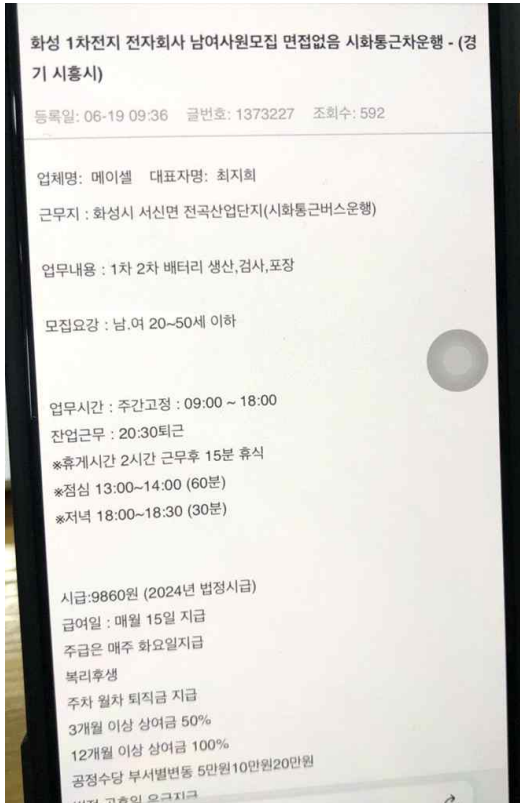 화성 1차전지 전자회사 남여사원모집 면접없음 시화통근차운행 - (경
기 시흥시)
등록일: 06-19 09:36 글번호: 1373227 조회수: 592
업체명: 메이셀 대표자명: 최지희
근무지 : 화성시 서신면 전곡산업단지(시화통근버스운행)
업무내용 : 1차 2차 배터리 생산,검사,포장
모집요강 : 남.여 20~50세 이하
업무시간 : 주간고정 : 09:00 ~ 18:00
잔업근무 : 20:30퇴근
※휴게시간 2시간 근무후 15분 휴식
※점심 13:00~14:00 (60분)
※저녁 18:00~18:30 (30분)
시급:9860원 (2024년 법정시급)
급여일 : 매월 15일 지급
주급은 매주 화요일지급
복리후생
주차 월차 퇴직금 지급
3개월 이상 상여금 50%
12개월 이상 상여금 100%
공정수당 부서별변동 5만원10만원20만원